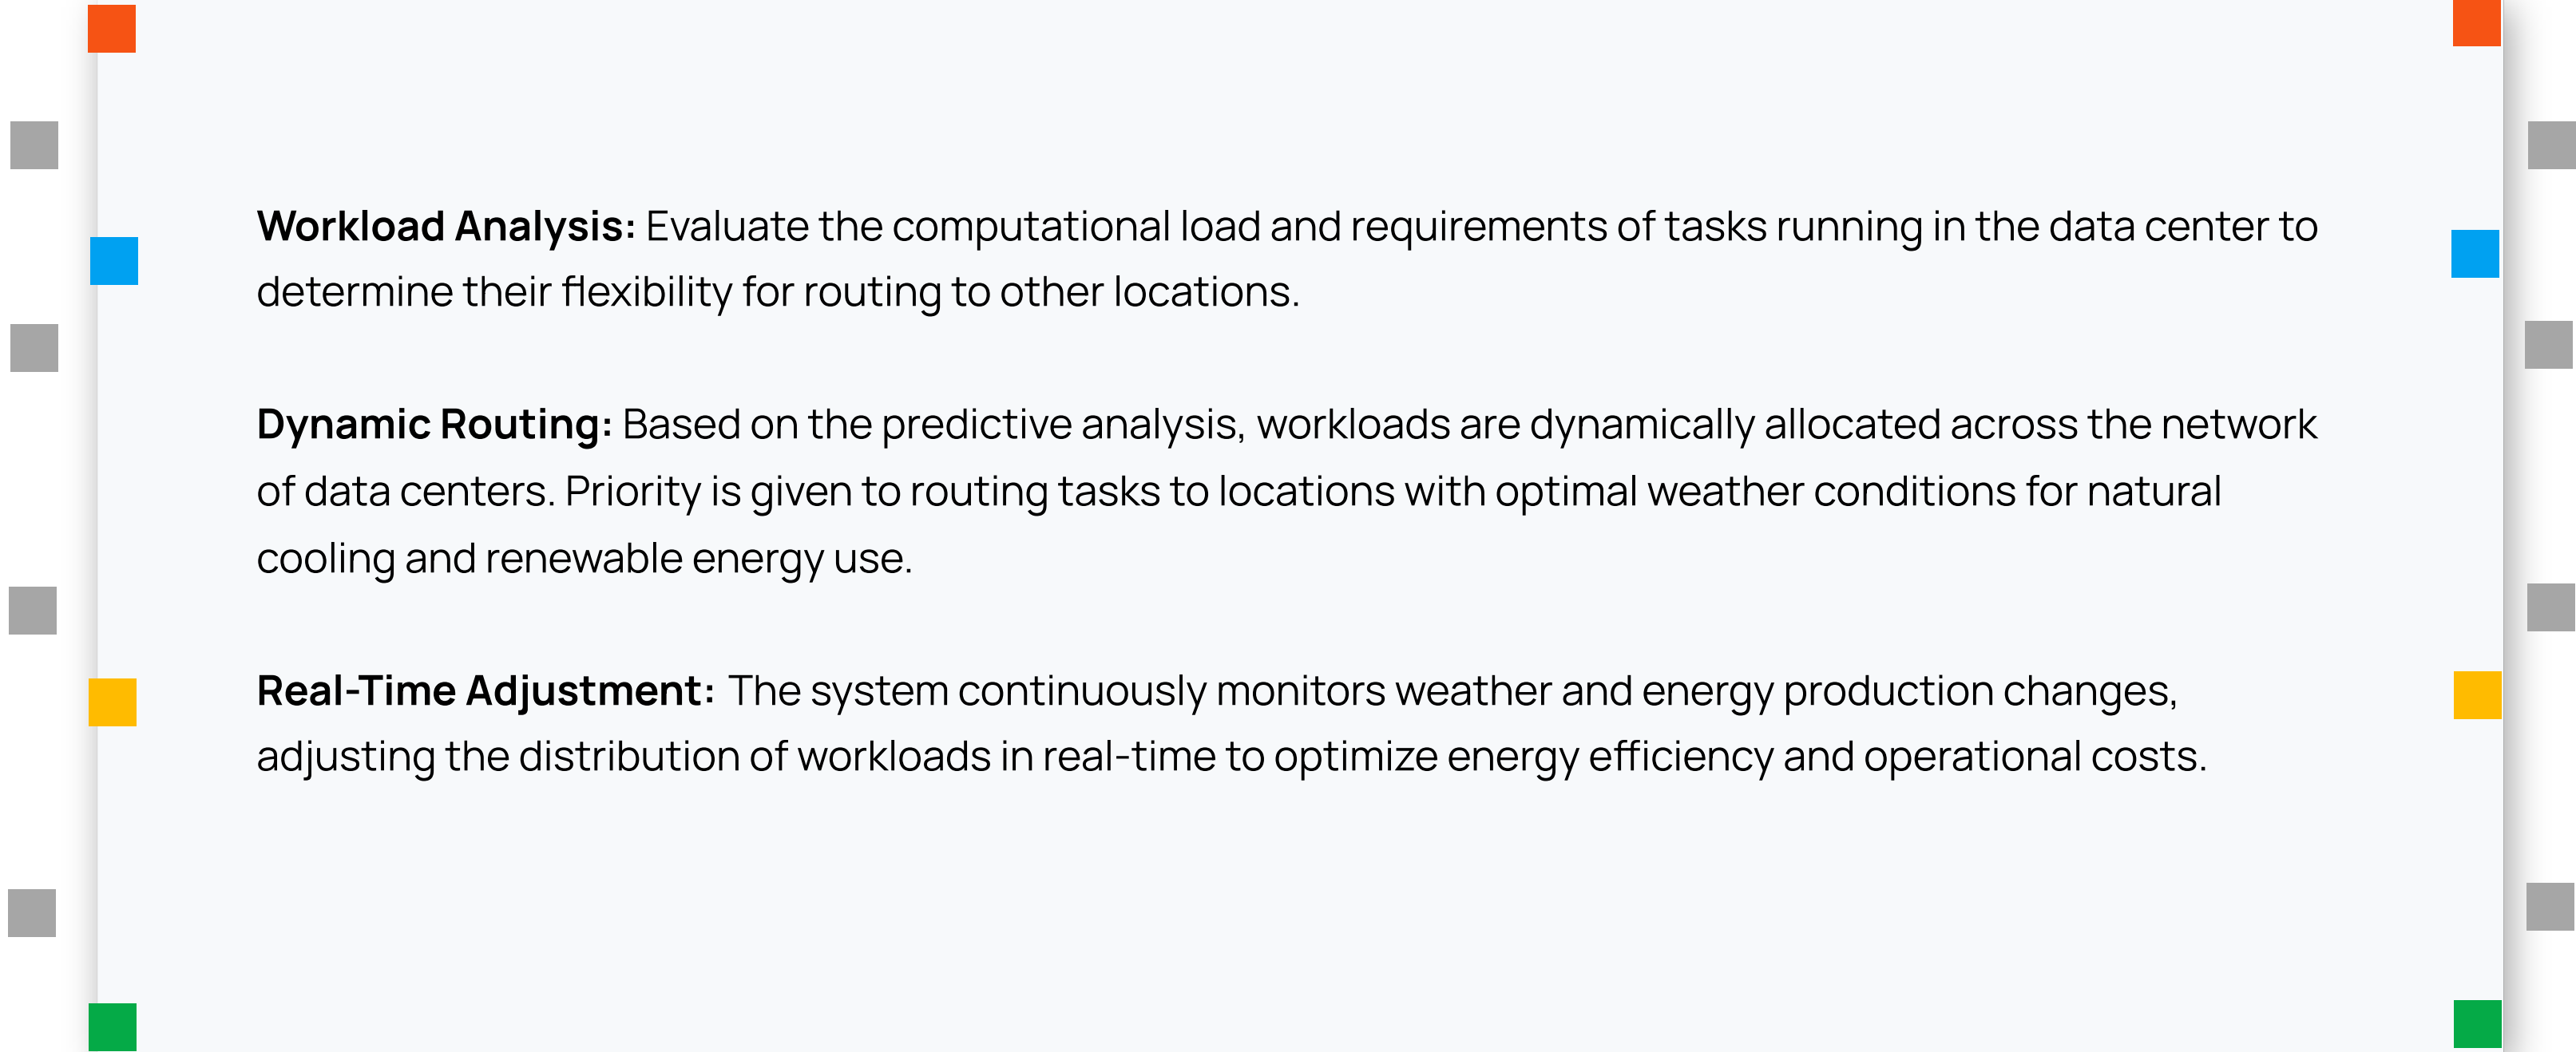 Workload Analysis: Evaluate the computational load and requirements of tasks running in the data center to
determine their flexibility for routing to other locations.
Dynamic Routing: Based on the predictive analysis, workloads are dynamically allocated across the network
of data centers. Priority is given to routing tasks to locations with optimal weather conditions for natural
cooling and renewable energy use.
Real-Time Adjustment: The system continuously monitors weather and energy production changes,
adjusting the distribution of workloads in real-time to optimize energy efficiency and operational costs.